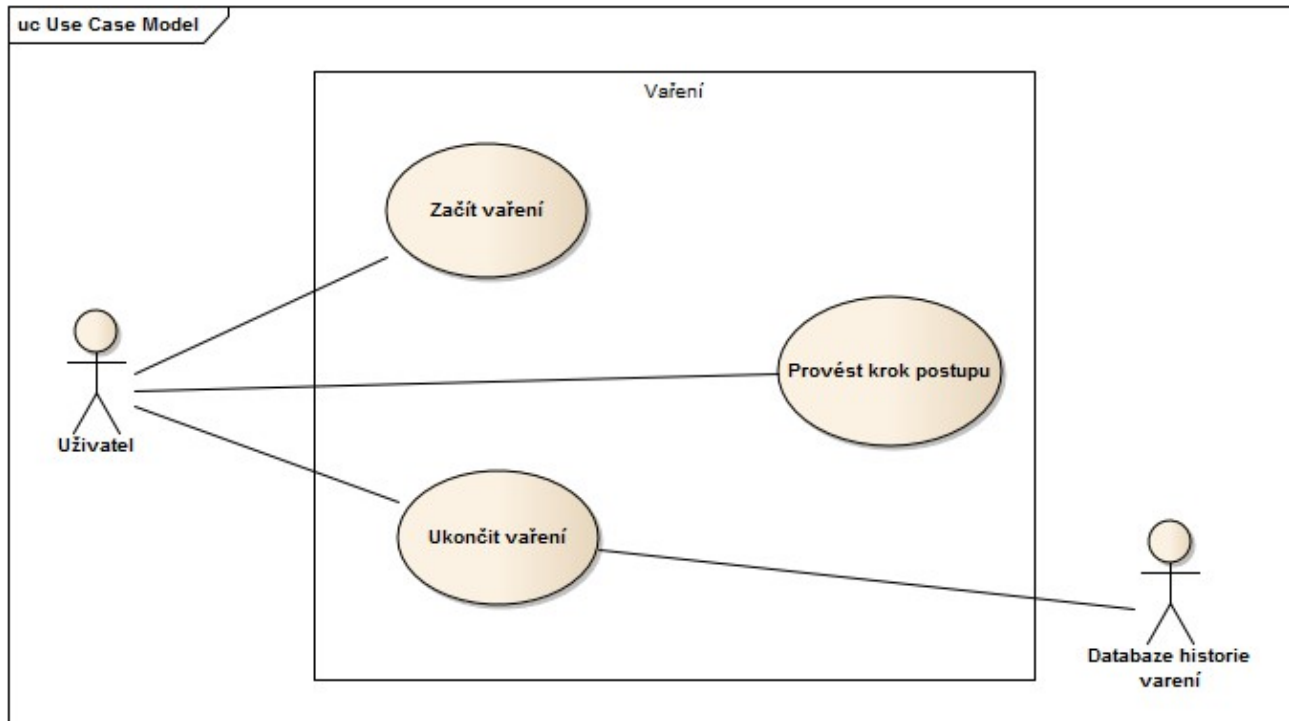 uc Use Case Model
Vaření
Začít vaření
Provést krok postupu
Uživatel
Ukončit vaření
Databaze historie
varení